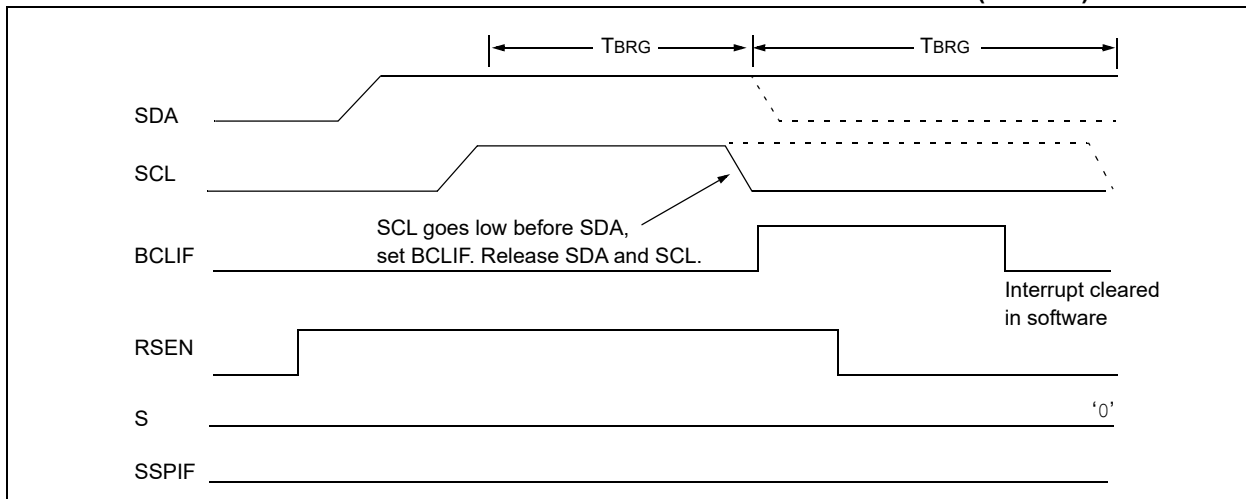 TBRG
TBRG
SDA
SCL
SCL goes low before SDA,
set BCLIF. Release SDA and SCL.
BCLIF
Interrupt cleared
in software
RSEN
S
‘0’
SSPIF